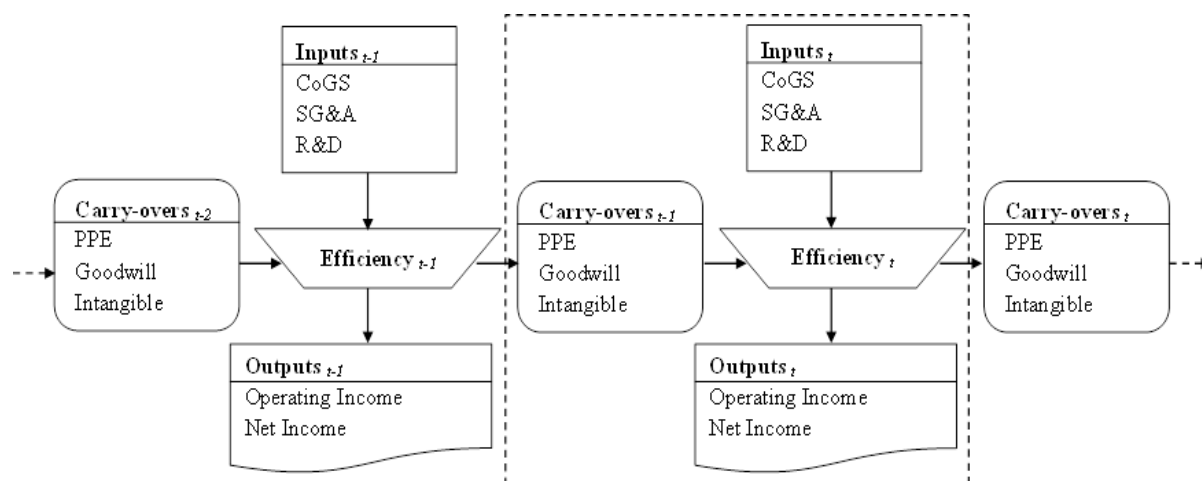 Inputs t-1
CoGS
SG&A
R&D
Inputs t
CoGS
SG&A
R&D
Carry-overs t-2
PPE
Goodwill
Intangible
Efficiency t-1
Carry-overs t-1
PPE
Goodwill
Intangible
Efficiency t
Carry-overs t
PPE
Goodwill
Intangible
Outputs t-1
Operating Income
Net Income
Outputs t
Operating Income
Net Income